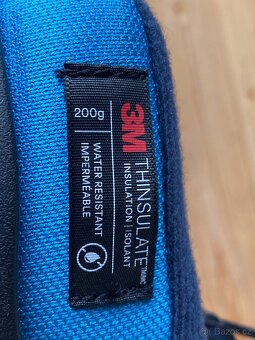 200g
3M
THINSULATE
INSULATION | ISOLANT
WATER RESISTANT
IMPERMÉABLE